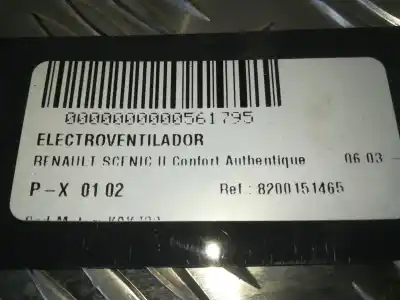 0000000000561795
ELECTROVENTILADOR
RENAULT SCENIC II Confort Authentique 06.03 -
P-X 01 02 Ref.: 8200151465